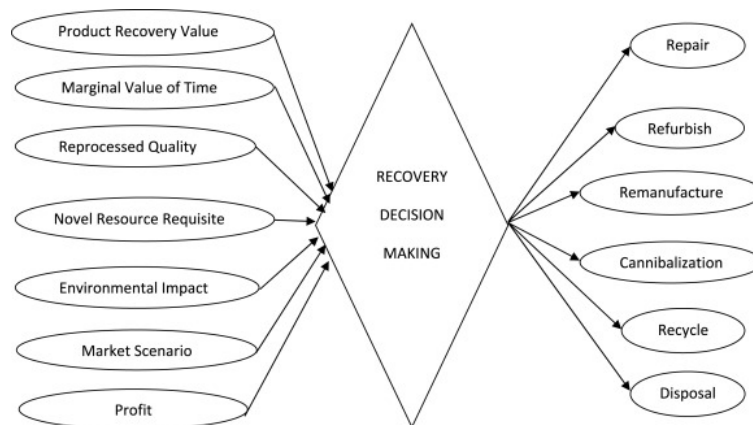 Product Recovery Value
Marginal Value of Time
Reprocessed Quality
Novel Resource Requisite
Environmental Impact
Market Scenario
Profit
RECOVERY
DECISION
MAKING
Repair
Refurbish
Remanufacture
Cannibalization
Recycle
Disposal